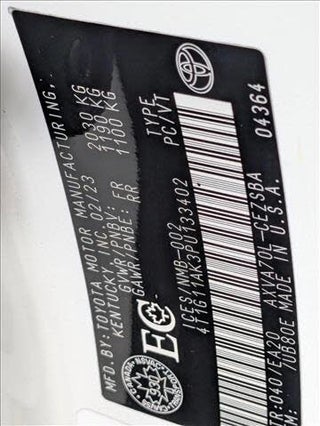 MFD.BY:TOYOTA MOTOR MANUFACTURING,
KENTUCKY, INC. 02/23
GVWR/PNBV: 2030 KG
GAWR/PNBE: FR 1190 KG
RR 1100 KG
EC
ICES/NMB-002 TYPE
4T1G11AK3PU133402 PC/VT
TR:040/EA20 AXVA70L-CEZSBA
7UB80E MADE IN U.S.A. 04364